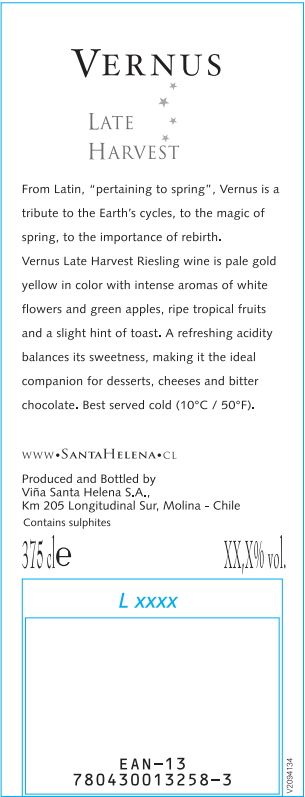 VERNUS
LATE
HARVEST
From Latin, “pertaining to spring”, Vernus is a
tribute to the Earth’s cycles, to the magic of
spring, to the importance of rebirth.
Vernus Late Harvest Riesling wine is pale gold
yellow in color with intense aromas of white
flowers and green apples, ripe tropical fruits
and a slight hint of toast. A refreshing acidity
balances its sweetness, making it the ideal
companion for desserts, cheeses and bitter
chocolate. Best served cold (10°C / 50°F).
WWW•SANTAHELENA•CL
Produced and Bottled by
Viña Santa Helena S.A.,
Km 205 Longitudinal Sur, Molina - Chile
Contains sulphites
375 cl e XX,X% vol.
L xxxx
EAN-13
780430013258-3
V2094134